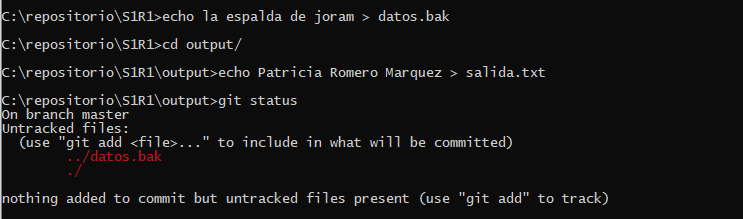 C:\repositorio\S1R1>echo la espalda de joram > datos.bak
C:\repositorio\S1R1>cd output/
C:\repositorio\S1R1\output>echo Patricia Romero Marquez > salida.txt
C:\repositorio\S1R1\output>git status
On branch master
Untracked files:
  (use "git add <file>..." to include in what will be committed)
        ../datos.bak
        ./
nothing added to commit but untracked files present (use "git add" to track)